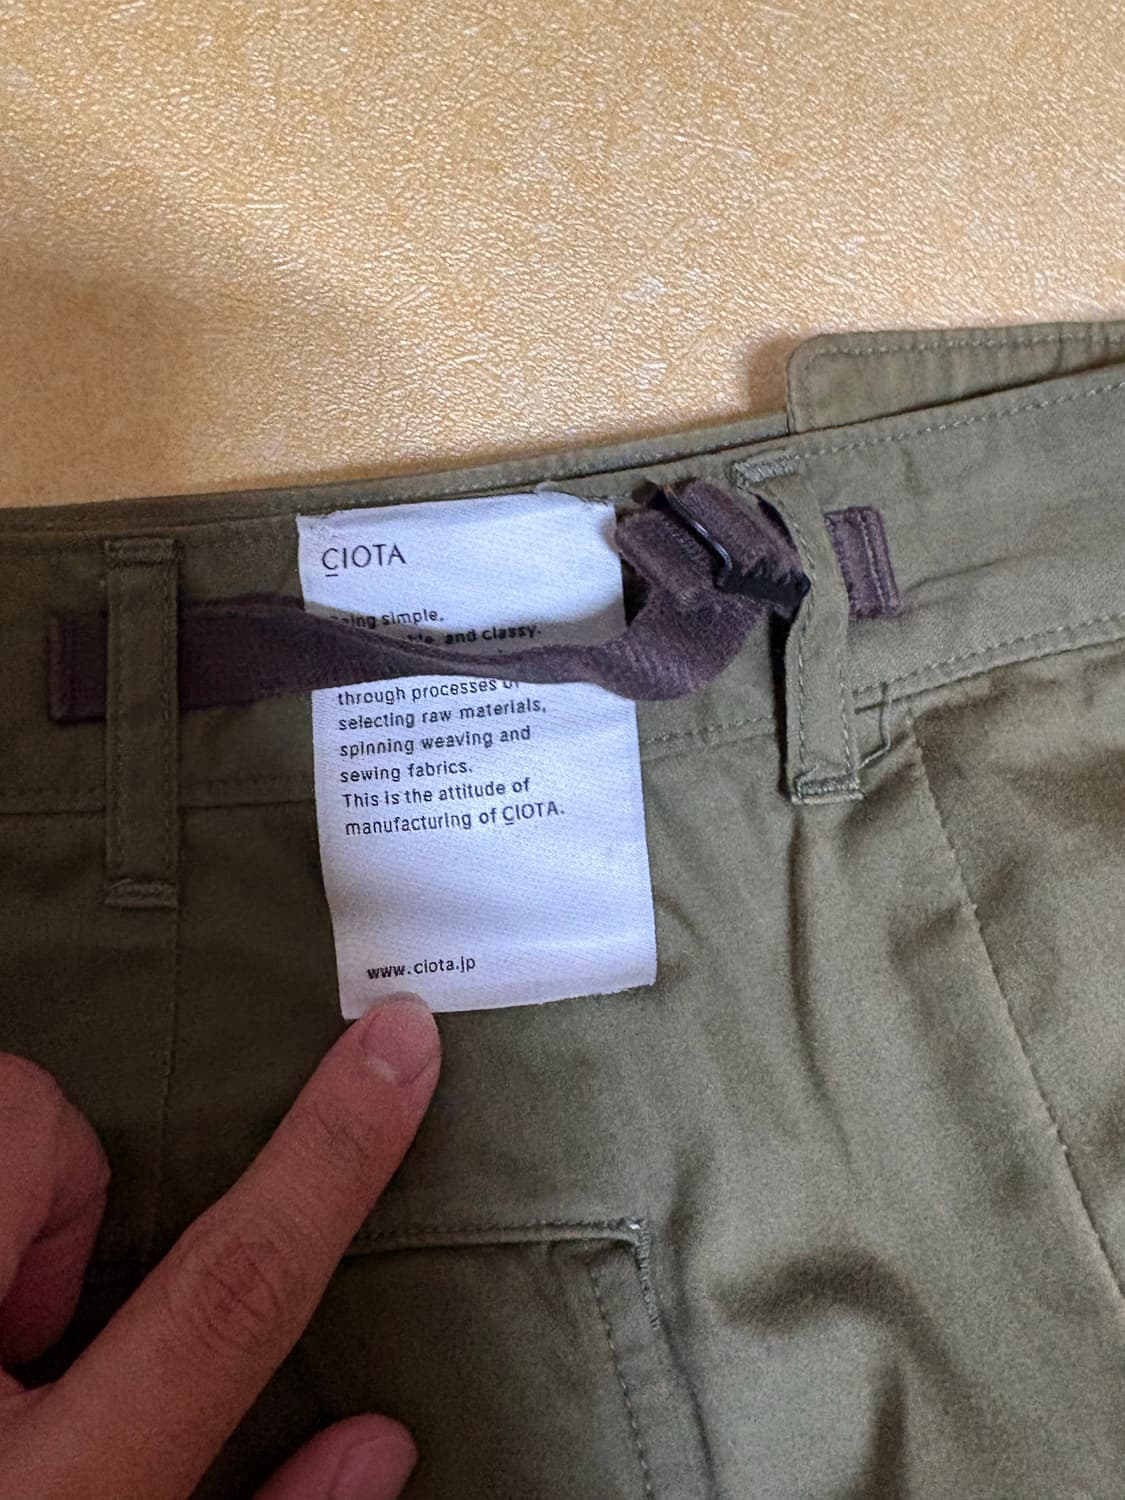 CIOTA
simple,
and classy.
through processes
selecting raw materials,
spinning weaving and
sewing fabrics.
This is the attitude of
manufacturing of CIOTA.
www.ciota.jp